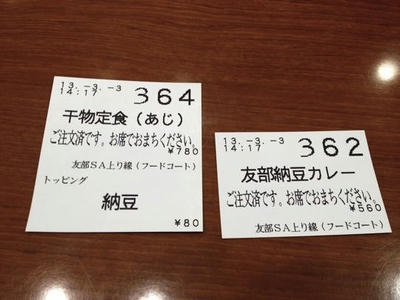 13.-3.-3
14:17
364
干物定食(あじ)
ご注文済です。お席でおまちください。
¥780
友部SA上り線(フードコート)
トッピング
納豆
¥80
13.-3.-3
14:17
362
友部納豆カレー
ご注文済です。お席でおまちください。
¥560
友部SA上り線(フードコート)